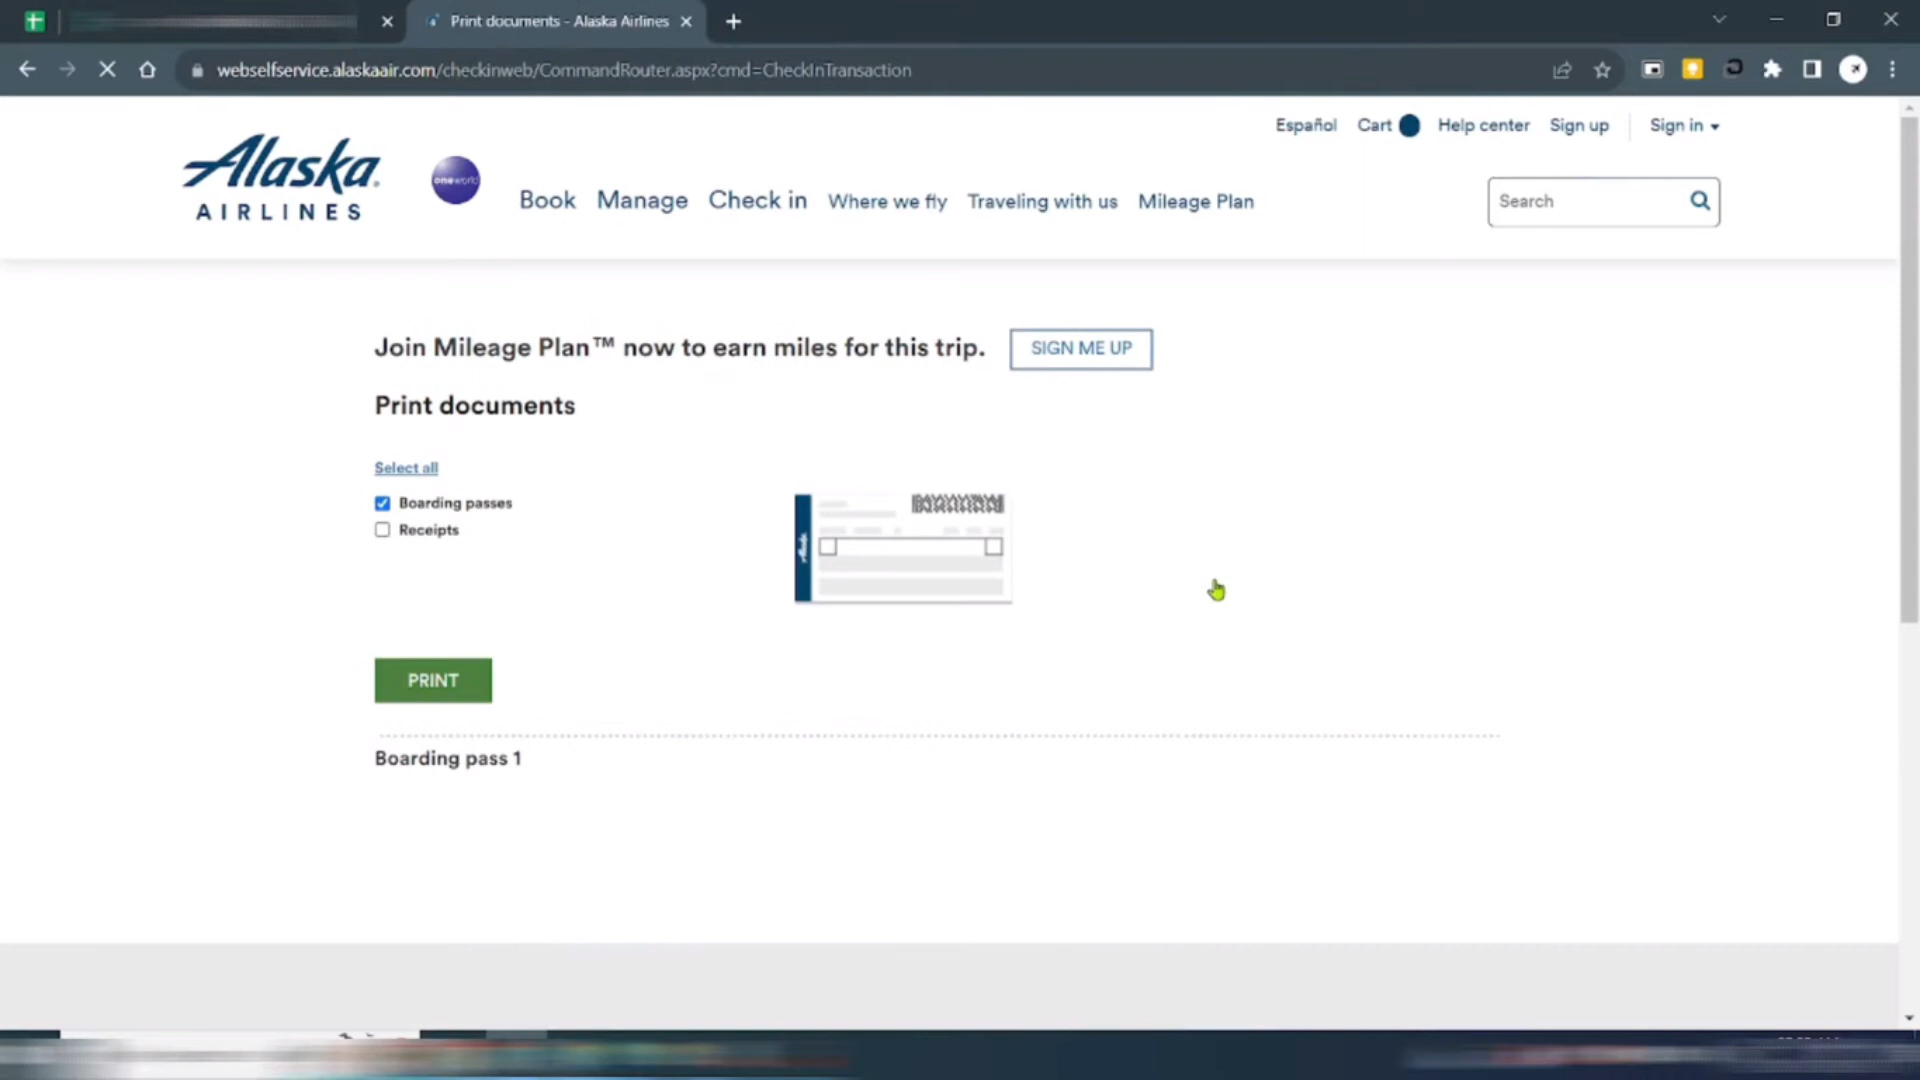 Print documents - Alaska Airlines
webselfservice.alaskaair.com/checkinweb/CommandRouter.aspx?cmd=CheckInTransaction
Español Cart Help center Sign up Sign in
Alaska
AIRLINES
oneworld
Book Manage Check in Where we fly Traveling with us Mileage Plan
Search
Join Mileage Plan™ now to earn miles for this trip. SIGN ME UP
Print documents
Select all
Boarding passes
Receipts
Alaska
PRINT
Boarding pass 1